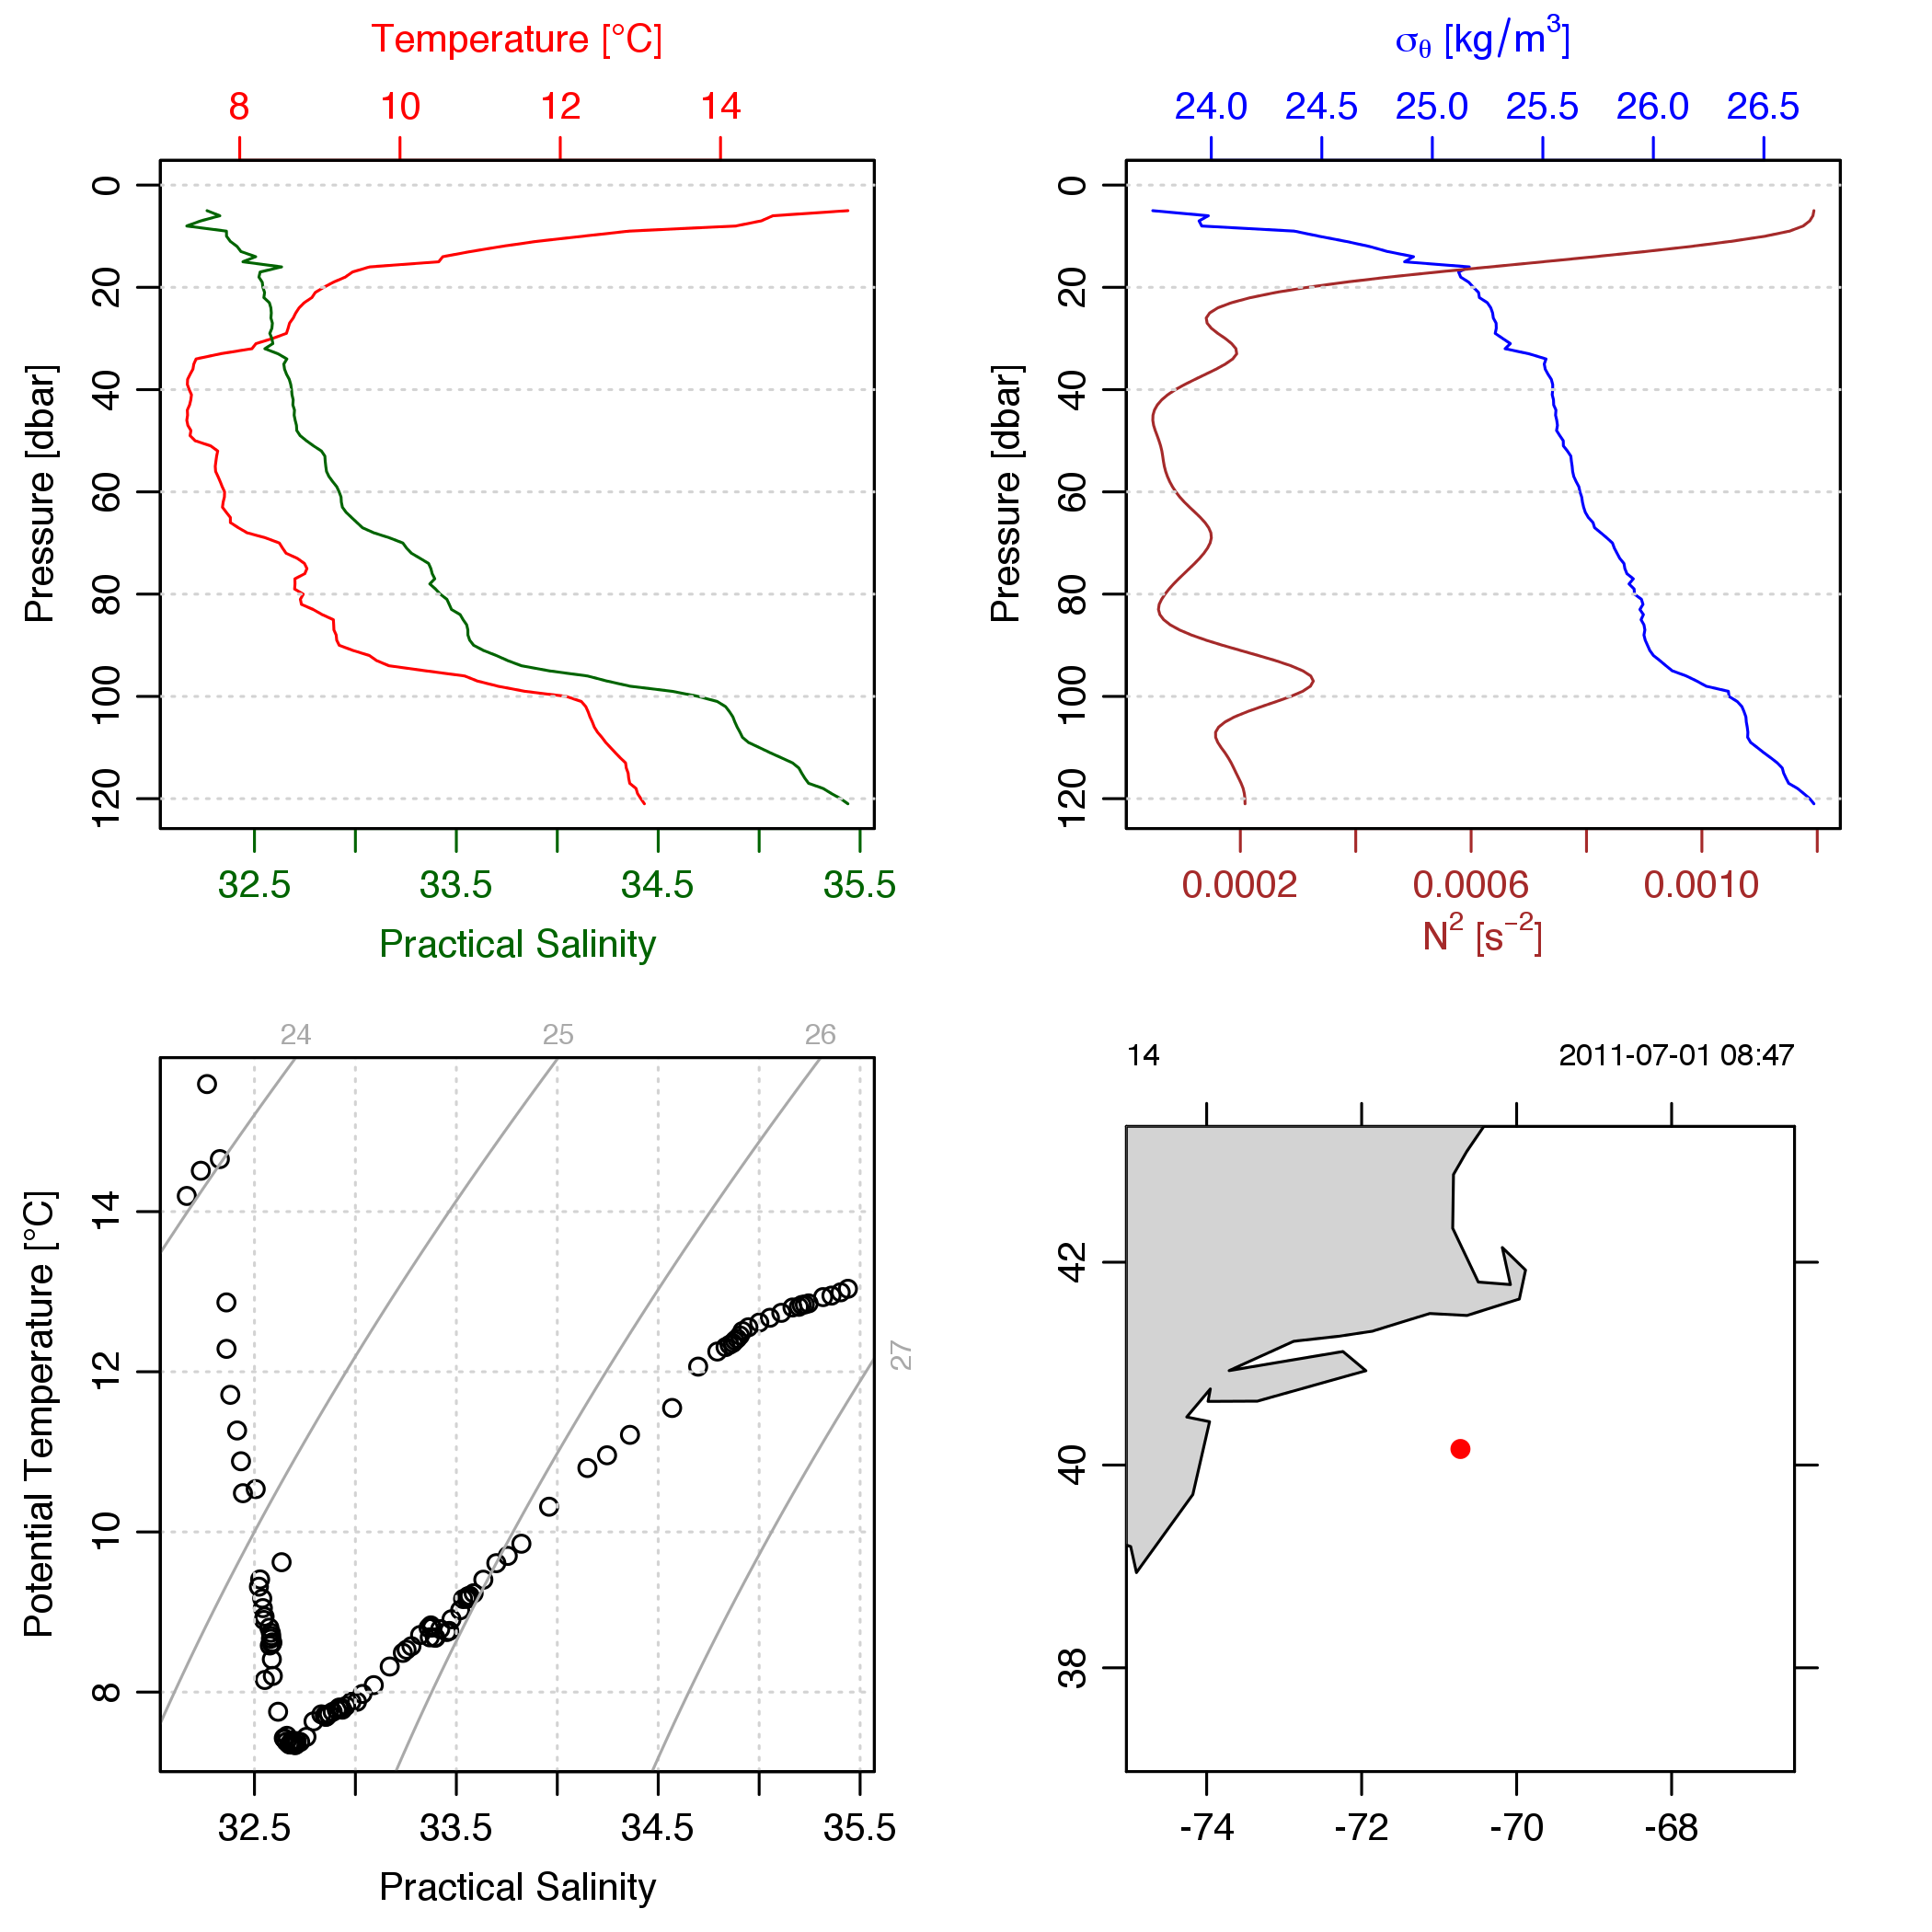 Temperature [°C]
8 10 12 14
0
20
40
60
80
100
120
Pressure [dbar]
32.5 33.5 34.5 35.5
Practical Salinity
σθ [kg/m³]
24.0 24.5 25.0 25.5 26.0 26.5
0
20
40
60
80
100
120
Pressure [dbar]
0.0002 0.0006 0.0010
N² [s⁻²]
24 25 26
27
14
12
10
8
Potential Temperature [°C]
32.5 33.5 34.5 35.5
Practical Salinity
14 2011-07-01 08:47
42
40
38
-74 -72 -70 -68